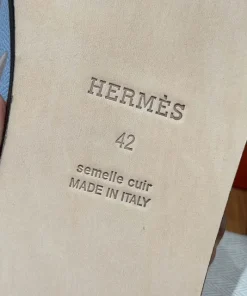 HERMÈS
42
semelle cuir
MADE IN ITALY